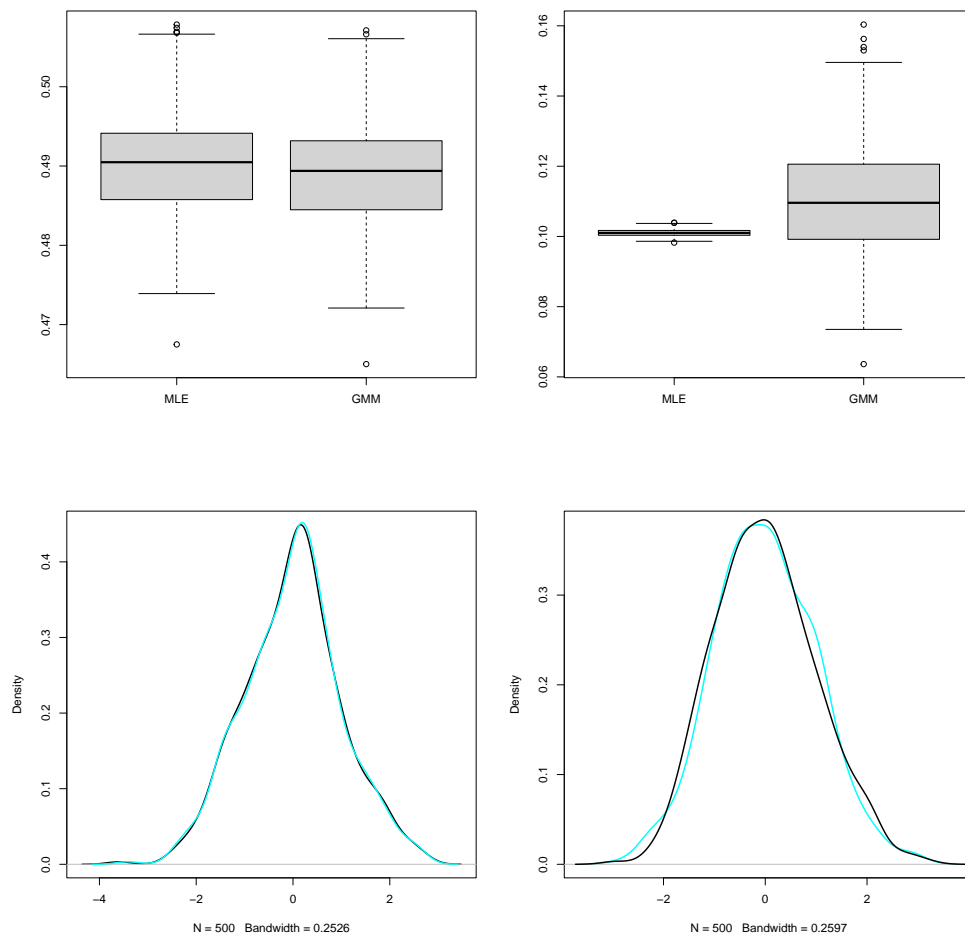 0.50
0.49
0.48
0.47
MLE GMM
0.16
0.14
0.12
0.10
0.08
0.06
MLE GMM
0.4
0.3
0.2
0.1
0.0
Density
−4 −2 0 2
N = 500 Bandwidth = 0.2526
0.3
0.2
0.1
0.0
Density
−2 0 2
N = 500 Bandwidth = 0.2597